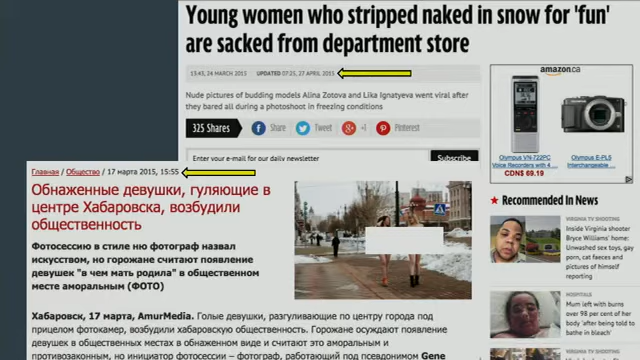 Young women who stripped naked in snow for 'fun'
are sacked from department store
13:43, 24 MARCH 2015 UPDATED 07:25, 27 APRIL 2015
Nude pictures of budding models Alina Zotova and Lika Ignatyeva went viral after
they bared all during a photoshoot in freezing conditions
325 Shares
Share
Tweet
+1
Pinterest
Enter your e-mail for our daily newsletter
Subscribe
Главная / Общество / 17 марта 2015, 15:55
Обнаженные девушки, гуляющие в
центре Хабаровска, возбудили
общественность
Фотосессию в стиле ню фотограф назвал
искусством, но горожане считают появление
девушек "в чем мать родила" в общественном
месте аморальным (ФОТО)
Хабаровск, 17 марта, AmurMedia. Голые девушки, разгуливающие по центру города под
прицелом фотокамер, возбудили хабаровскую общественность. Горожане осуждают появление
девушек в общественных местах в обнаженном виде и считают это аморальным и
противозаконным, но инициатор фотосессии – фотограф, работающий под псевдонимом Gene
amazon.ca
Olympus VN-722PC
Voice Recorders with 4 ...
CDN$ 69.19
Olympus E-PL5
Interchangeable ...
Recommended In News
VIRGINIA TV SHOOTING
Inside Virginia shooter
Bryce Williams' home:
Unwashed sex toys, gay
porn, cat faeces and
pictures of himself
reporting
HOSPITALS
Mum left with burns
over 98 per cent of her
body 'after being told to
bathe in bleach'
VIRGINIA TV SHOOTING